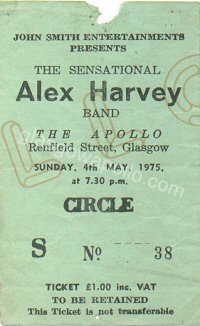 JOHN SMITH ENTERTAINMENTS
PRESENTS
THE SENSATIONAL
Alex Harvey
BAND
THE APOLLO
Renfield Street, Glasgow
SUNDAY, 4th MAY, 1975,
at 7.30 p.m.
CIRCLE
S No ---- 38
TICKET £1.00 inc. VAT
TO BE RETAINED
This Ticket is not transferable